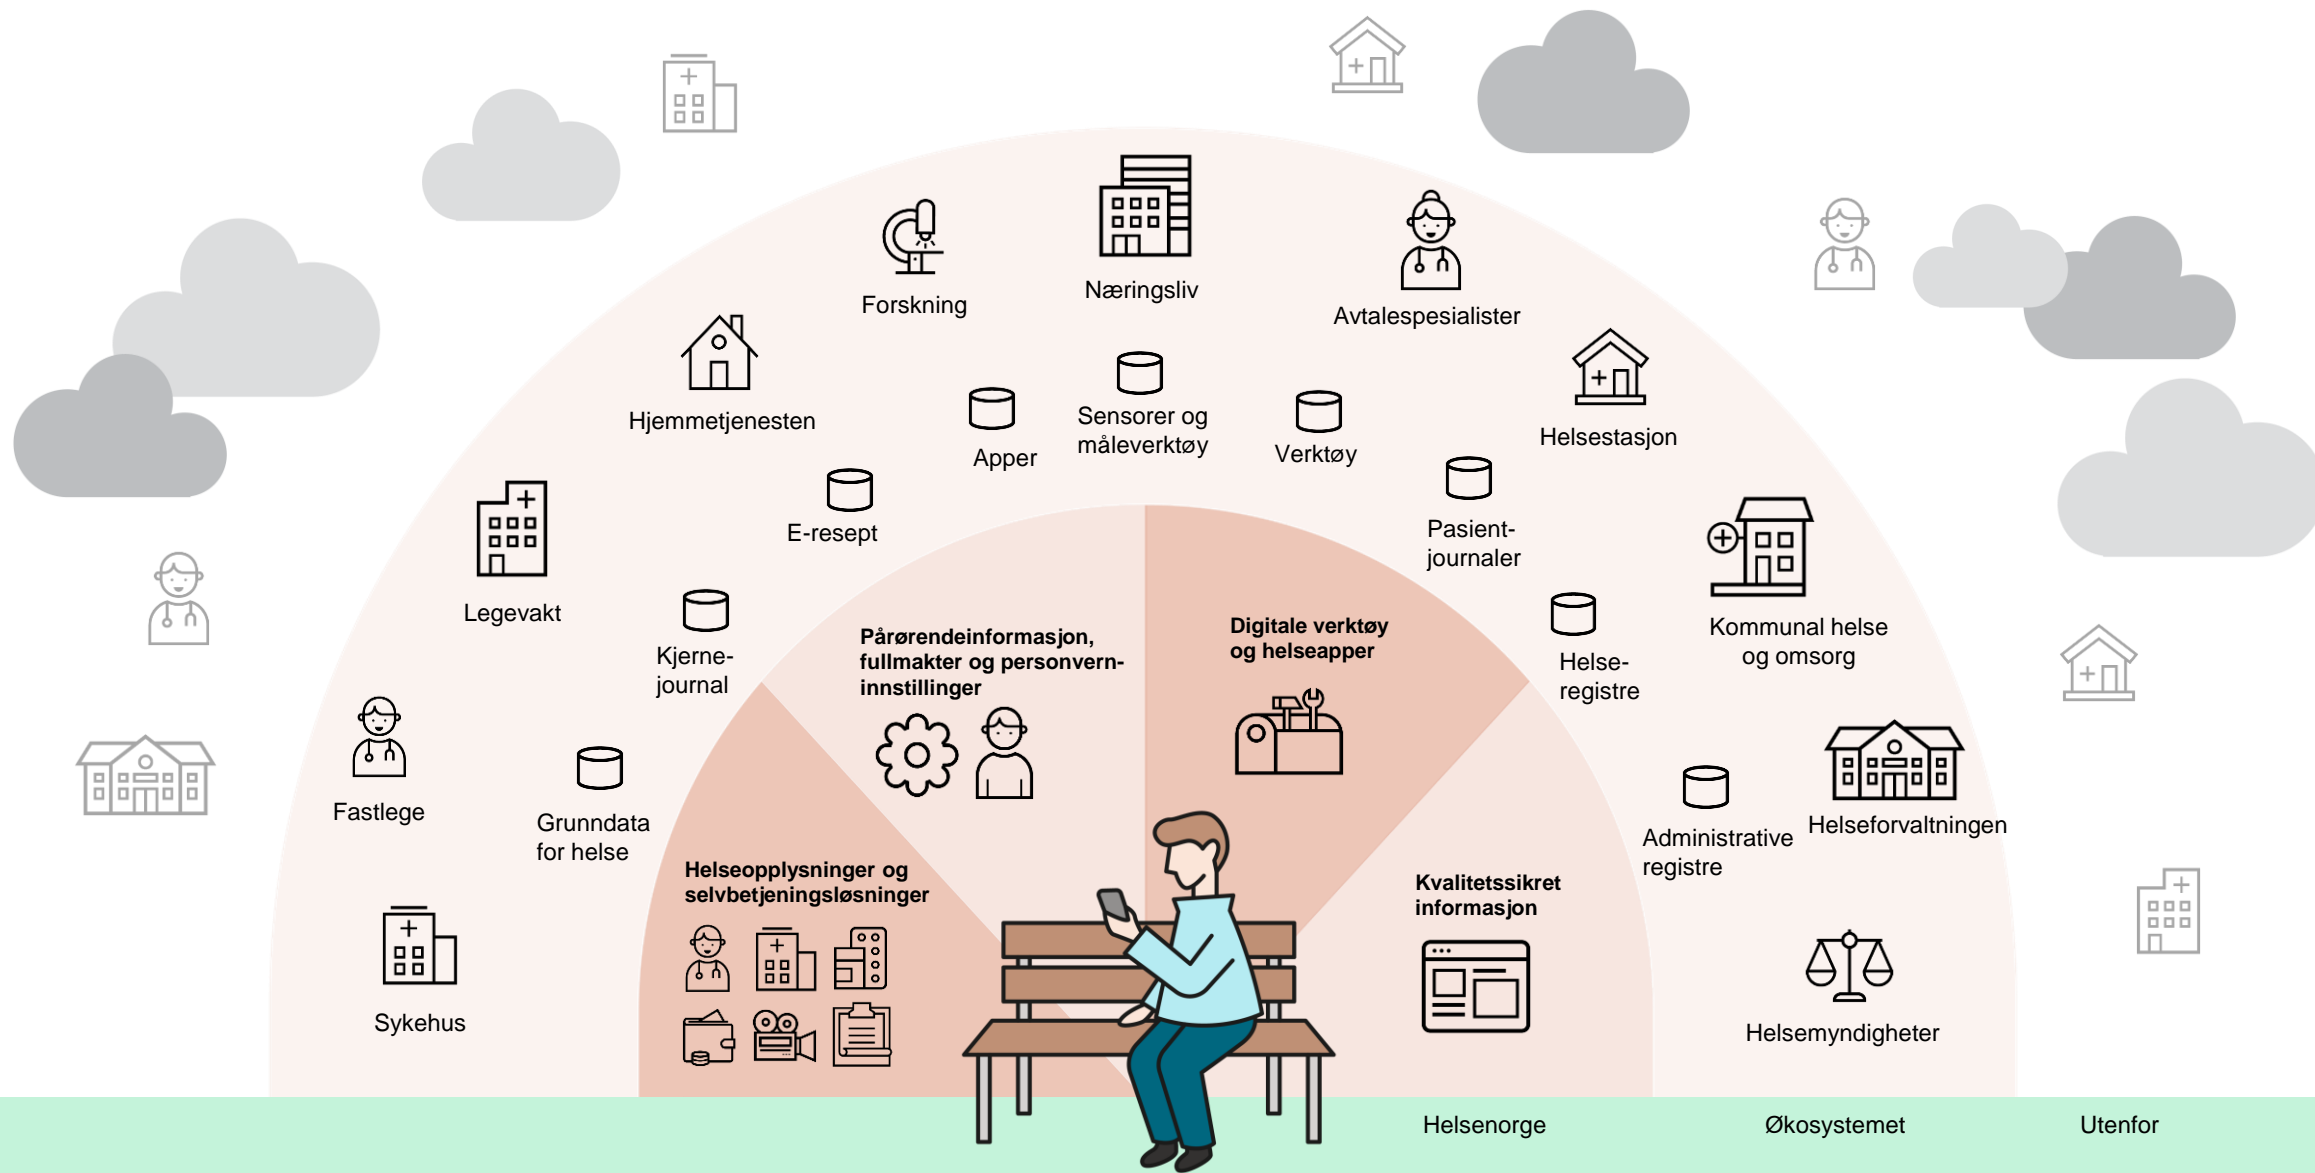 Næringsliv
Forskning
Avtalespesialister
Hjemmetjenesten
Sensorer og
måleverktøy
Apper
Verktøy
Helsestasjon
E-resept
Pasient-
journaler
Legevakt
Kjerne-
journal
Pårørendeinformasjon,
fullmakter og personvern-
innstillinger
Digitale verktøy
og helseapper
Helse-
registre
Kommunal helse
og omsorg
Fastlege
Grunndata
for helse
Administrative
registre
Helseforvaltningen
Helseopplysninger og
selvbetjeningsløsninger
Kvalitetssikret
informasjon
Sykehus
Helsemyndigheter
Helsenorge
Økosystemet
Utenfor